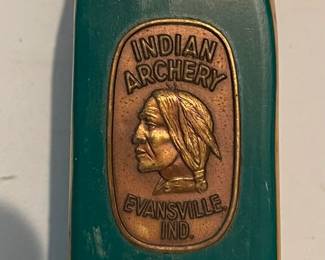 INDIAN
ARCHERY
EVANSVILLE,
IND.